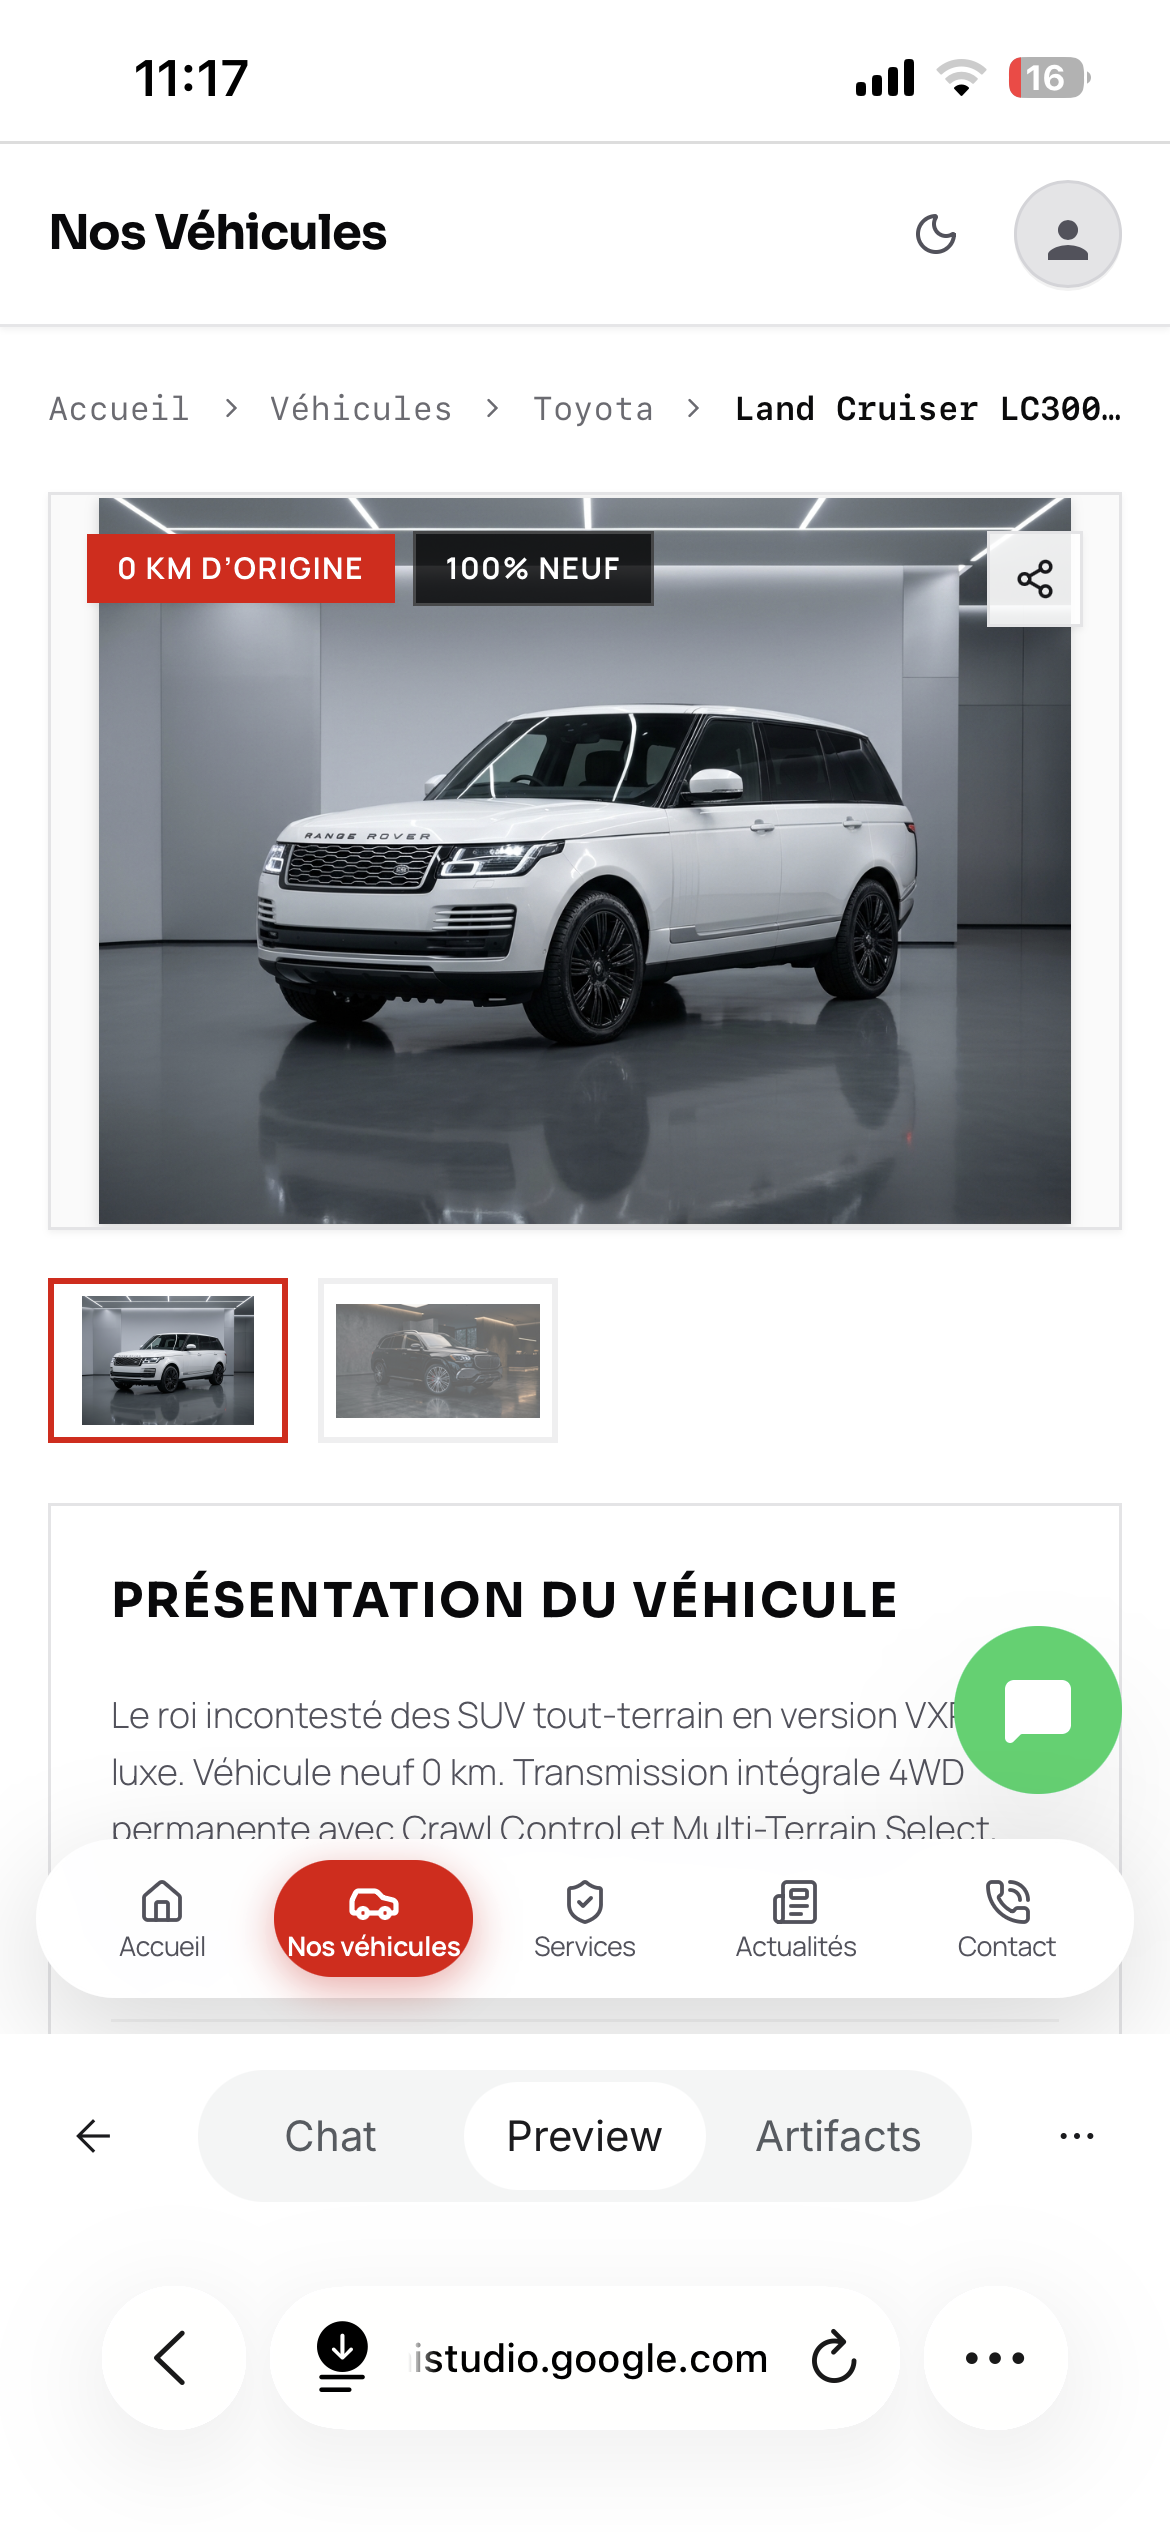 11:17
16
Nos Véhicules
Accueil > Véhicules > Toyota > Land Cruiser LC300…
0 KM D’ORIGINE
100% NEUF
RANGE ROVER
PRÉSENTATION DU VÉHICULE
Le roi incontesté des SUV tout-terrain en version
luxe. Véhicule neuf 0 km. Transmission intégrale 4WD
permanente avec Crawl Control et Multi-Terrain Select.
Accueil
Nos véhicules
Services
Actualités
Contact
Chat
Preview
Artifacts
istudio.google.com